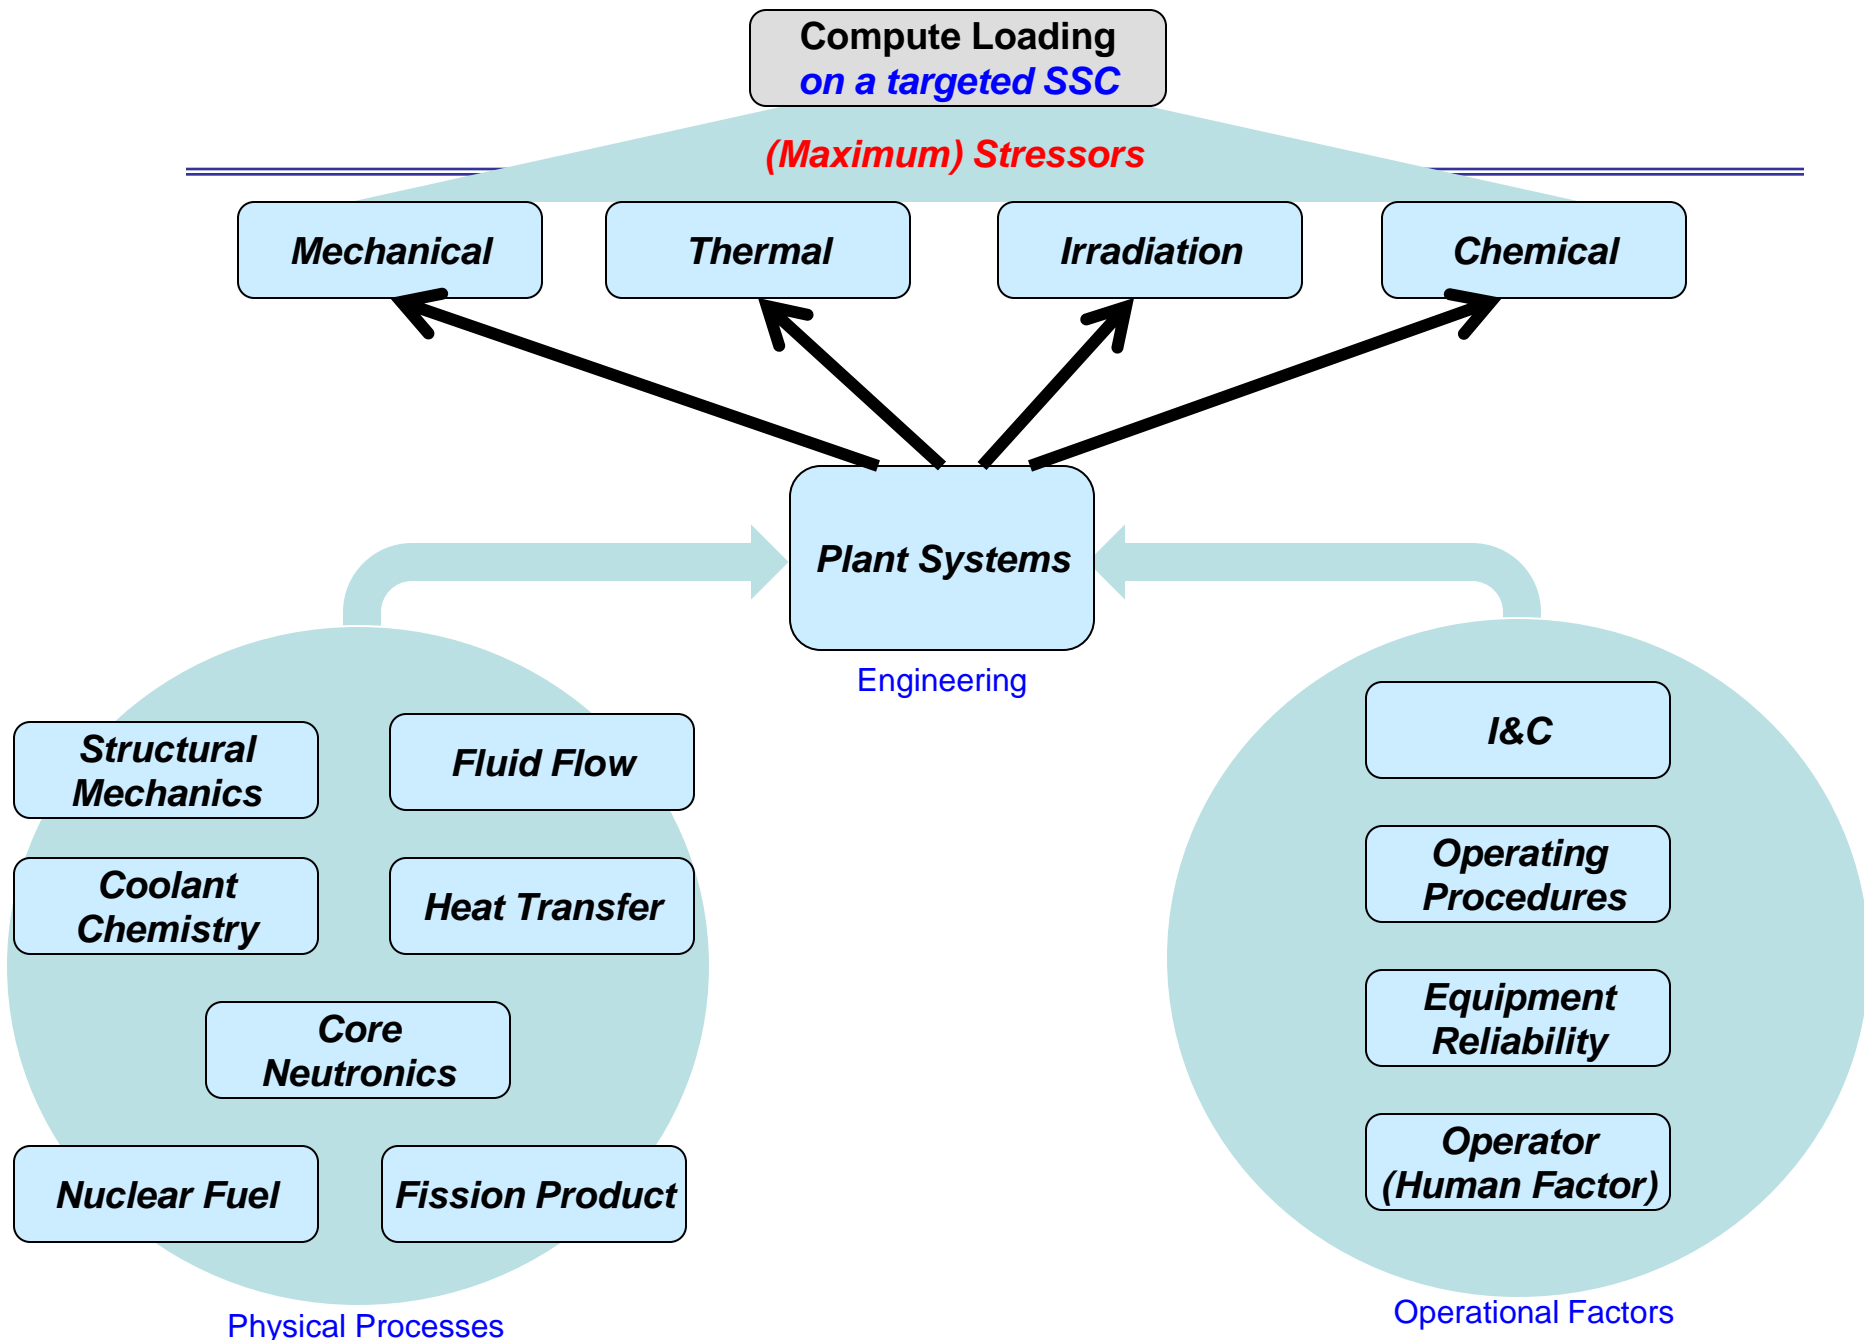 Compute Loading
on a targeted SSC
(Maximum) Stressors
Mechanical
Thermal
Irradiation
Chemical
Plant Systems
Engineering
Structural
Mechanics
Fluid Flow
Coolant
Chemistry
Heat Transfer
Core
Neutronics
Nuclear Fuel
Fission Product
Physical Processes
I&C
Operating
Procedures
Equipment
Reliability
Operator
(Human Factor)
Operational Factors